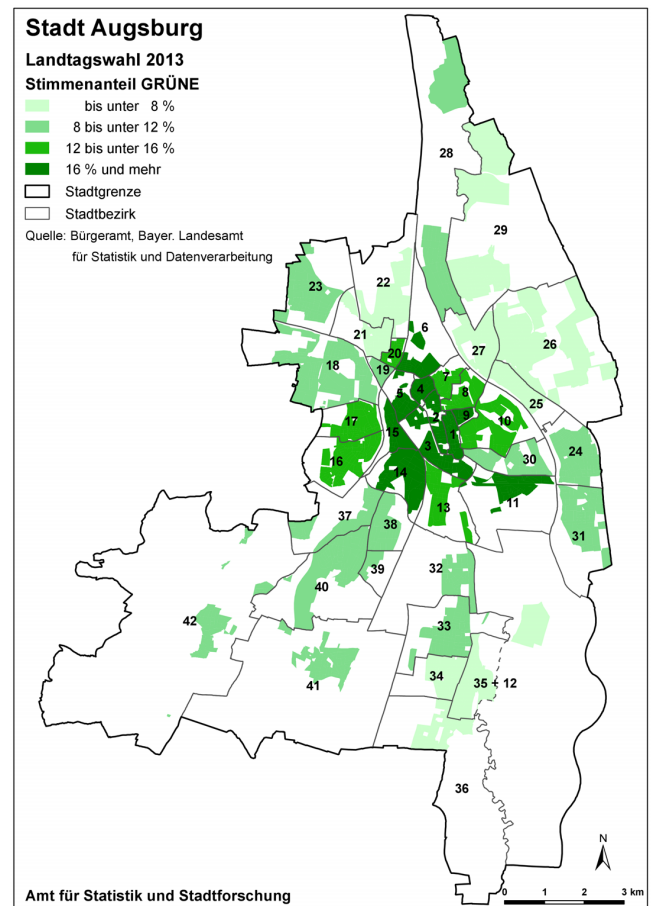 Stadt Augsburg
Landtagswahl 2013
Stimmenanteil GRÜNE
bis unter 8 %
8 bis unter 12 %
12 bis unter 16 %
16 % und mehr
Stadtgrenze
Stadtbezirk
Quelle: Bürgeramt, Bayer. Landesamt
für Statistik und Datenverarbeitung
28
29
22
23
6
21
26
27
20
18
19
7
5
4
8
25
2
9
17
10
15
1
3
24
16
30
14
11
13
37
38
31
39
32
40
42
33
34
41
35 + 12
36
N
Amt für Statistik und Stadtforschung
0 1 2 3 km